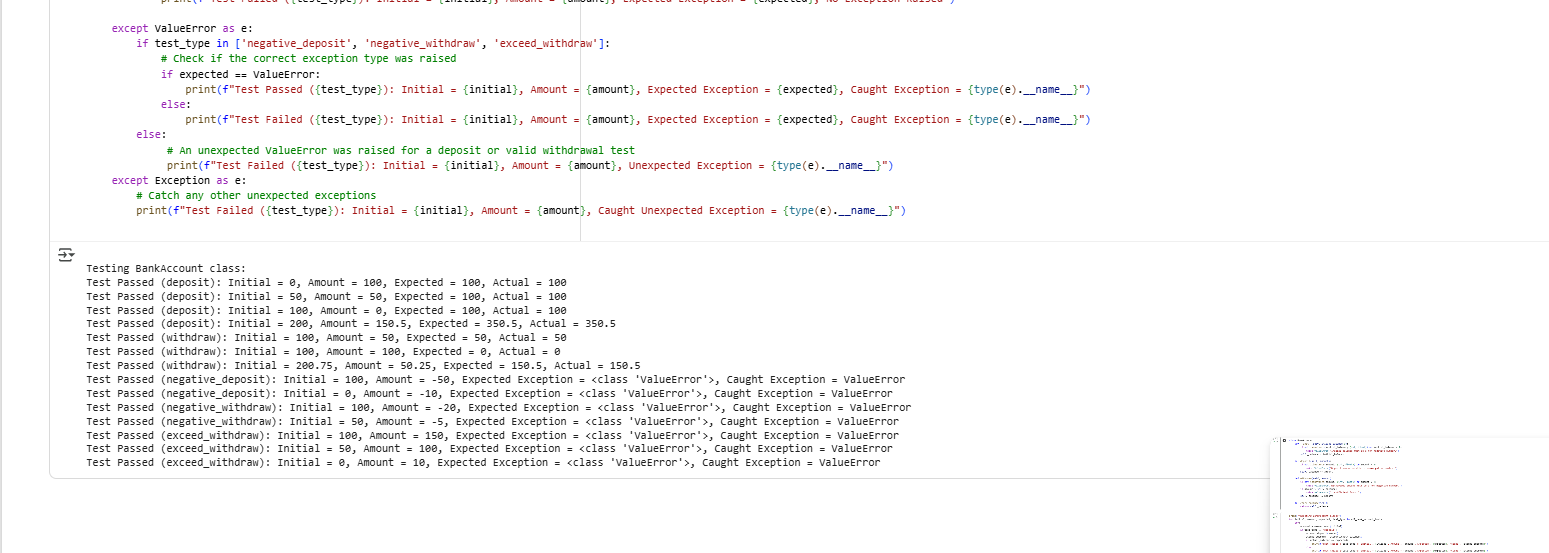 print(f"Test Failed ({test_type}): Initial = {initial}, Amount = {amount}, Expected Exception = {expected}, No Exception Raised")
except ValueError as e:
if test_type in ['negative_deposit', 'negative_withdraw', 'exceed_withdraw']:
# Check if the correct exception type was raised
if expected == ValueError:
print(f"Test Passed ({test_type}): Initial = {initial}, Amount = {amount}, Expected Exception = {expected}, Caught Exception = {type(e).__name__}")
else:
print(f"Test Failed ({test_type}): Initial = {initial}, Amount = {amount}, Expected Exception = {expected}, Caught Exception = {type(e).__name__}")
else:
# An unexpected ValueError was raised for a deposit or valid withdrawal test
print(f"Test Failed ({test_type}): Initial = {initial}, Amount = {amount}, Unexpected Exception = {type(e).__name__}")
except Exception as e:
# Catch any other unexpected exceptions
print(f"Test Failed ({test_type}): Initial = {initial}, Amount = {amount}, Caught Unexpected Exception = {type(e).__name__}")
Testing BankAccount class:
Test Passed (deposit): Initial = 0, Amount = 100, Expected = 100, Actual = 100
Test Passed (deposit): Initial = 50, Amount = 50, Expected = 100, Actual = 100
Test Passed (deposit): Initial = 100, Amount = 0, Expected = 100, Actual = 100
Test Passed (deposit): Initial = 200, Amount = 150.5, Expected = 350.5, Actual = 350.5
Test Passed (withdraw): Initial = 100, Amount = 50, Expected = 50, Actual = 50
Test Passed (withdraw): Initial = 100, Amount = 100, Expected = 0, Actual = 0
Test Passed (withdraw): Initial = 200.75, Amount = 50.25, Expected = 150.5, Actual = 150.5
Test Passed (negative_deposit): Initial = 100, Amount = -50, Expected Exception = <class 'ValueError'>, Caught Exception = ValueError
Test Passed (negative_deposit): Initial = 0, Amount = -10, Expected Exception = <class 'ValueError'>, Caught Exception = ValueError
Test Passed (negative_withdraw): Initial = 100, Amount = -20, Expected Exception = <class 'ValueError'>, Caught Exception = ValueError
Test Passed (negative_withdraw): Initial = 50, Amount = -5, Expected Exception = <class 'ValueError'>, Caught Exception = ValueError
Test Passed (exceed_withdraw): Initial = 100, Amount = 150, Expected Exception = <class 'ValueError'>, Caught Exception = ValueError
Test Passed (exceed_withdraw): Initial = 50, Amount = 100, Expected Exception = <class 'ValueError'>, Caught Exception = ValueError
Test Passed (exceed_withdraw): Initial = 0, Amount = 10, Expected Exception = <class 'ValueError'>, Caught Exception = ValueError